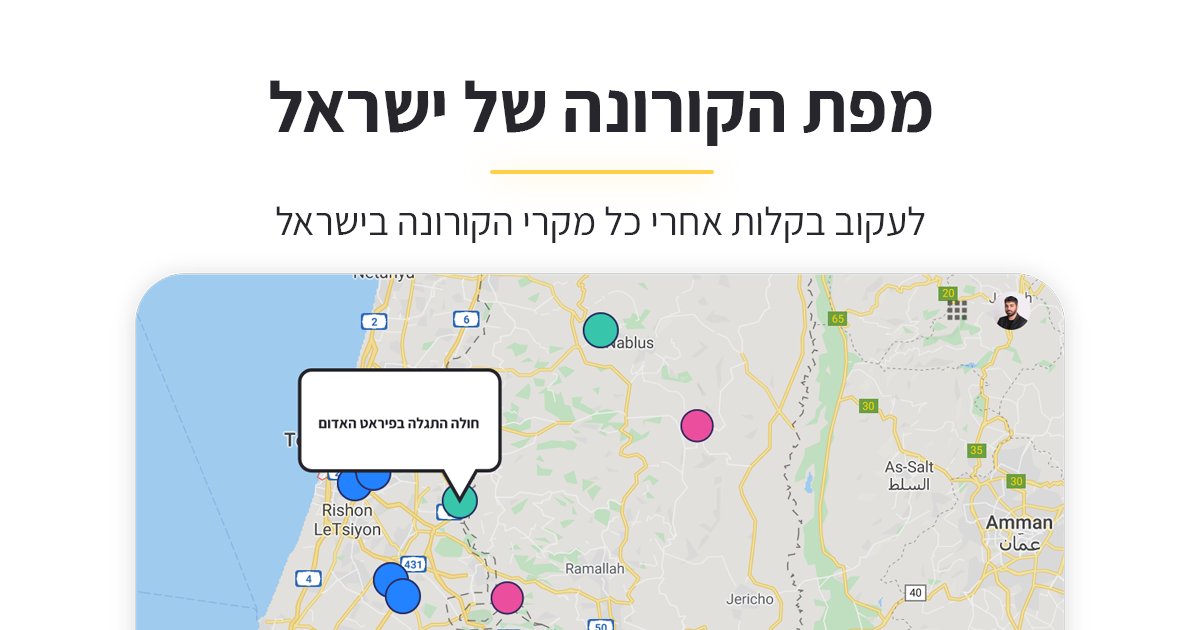 מפת הקורונה של ישראל
לעקוב בקלות אחרי כל מקרי הקורונה בישראל
Netanya
20
2
6
65
Nablus
30
חולה התגלה בפיראט האדום
35
As-Salt
السلط
30
Rishon
LeTsiyon
Amman
عمان
431
Ramallah
4
40
Jericho
50